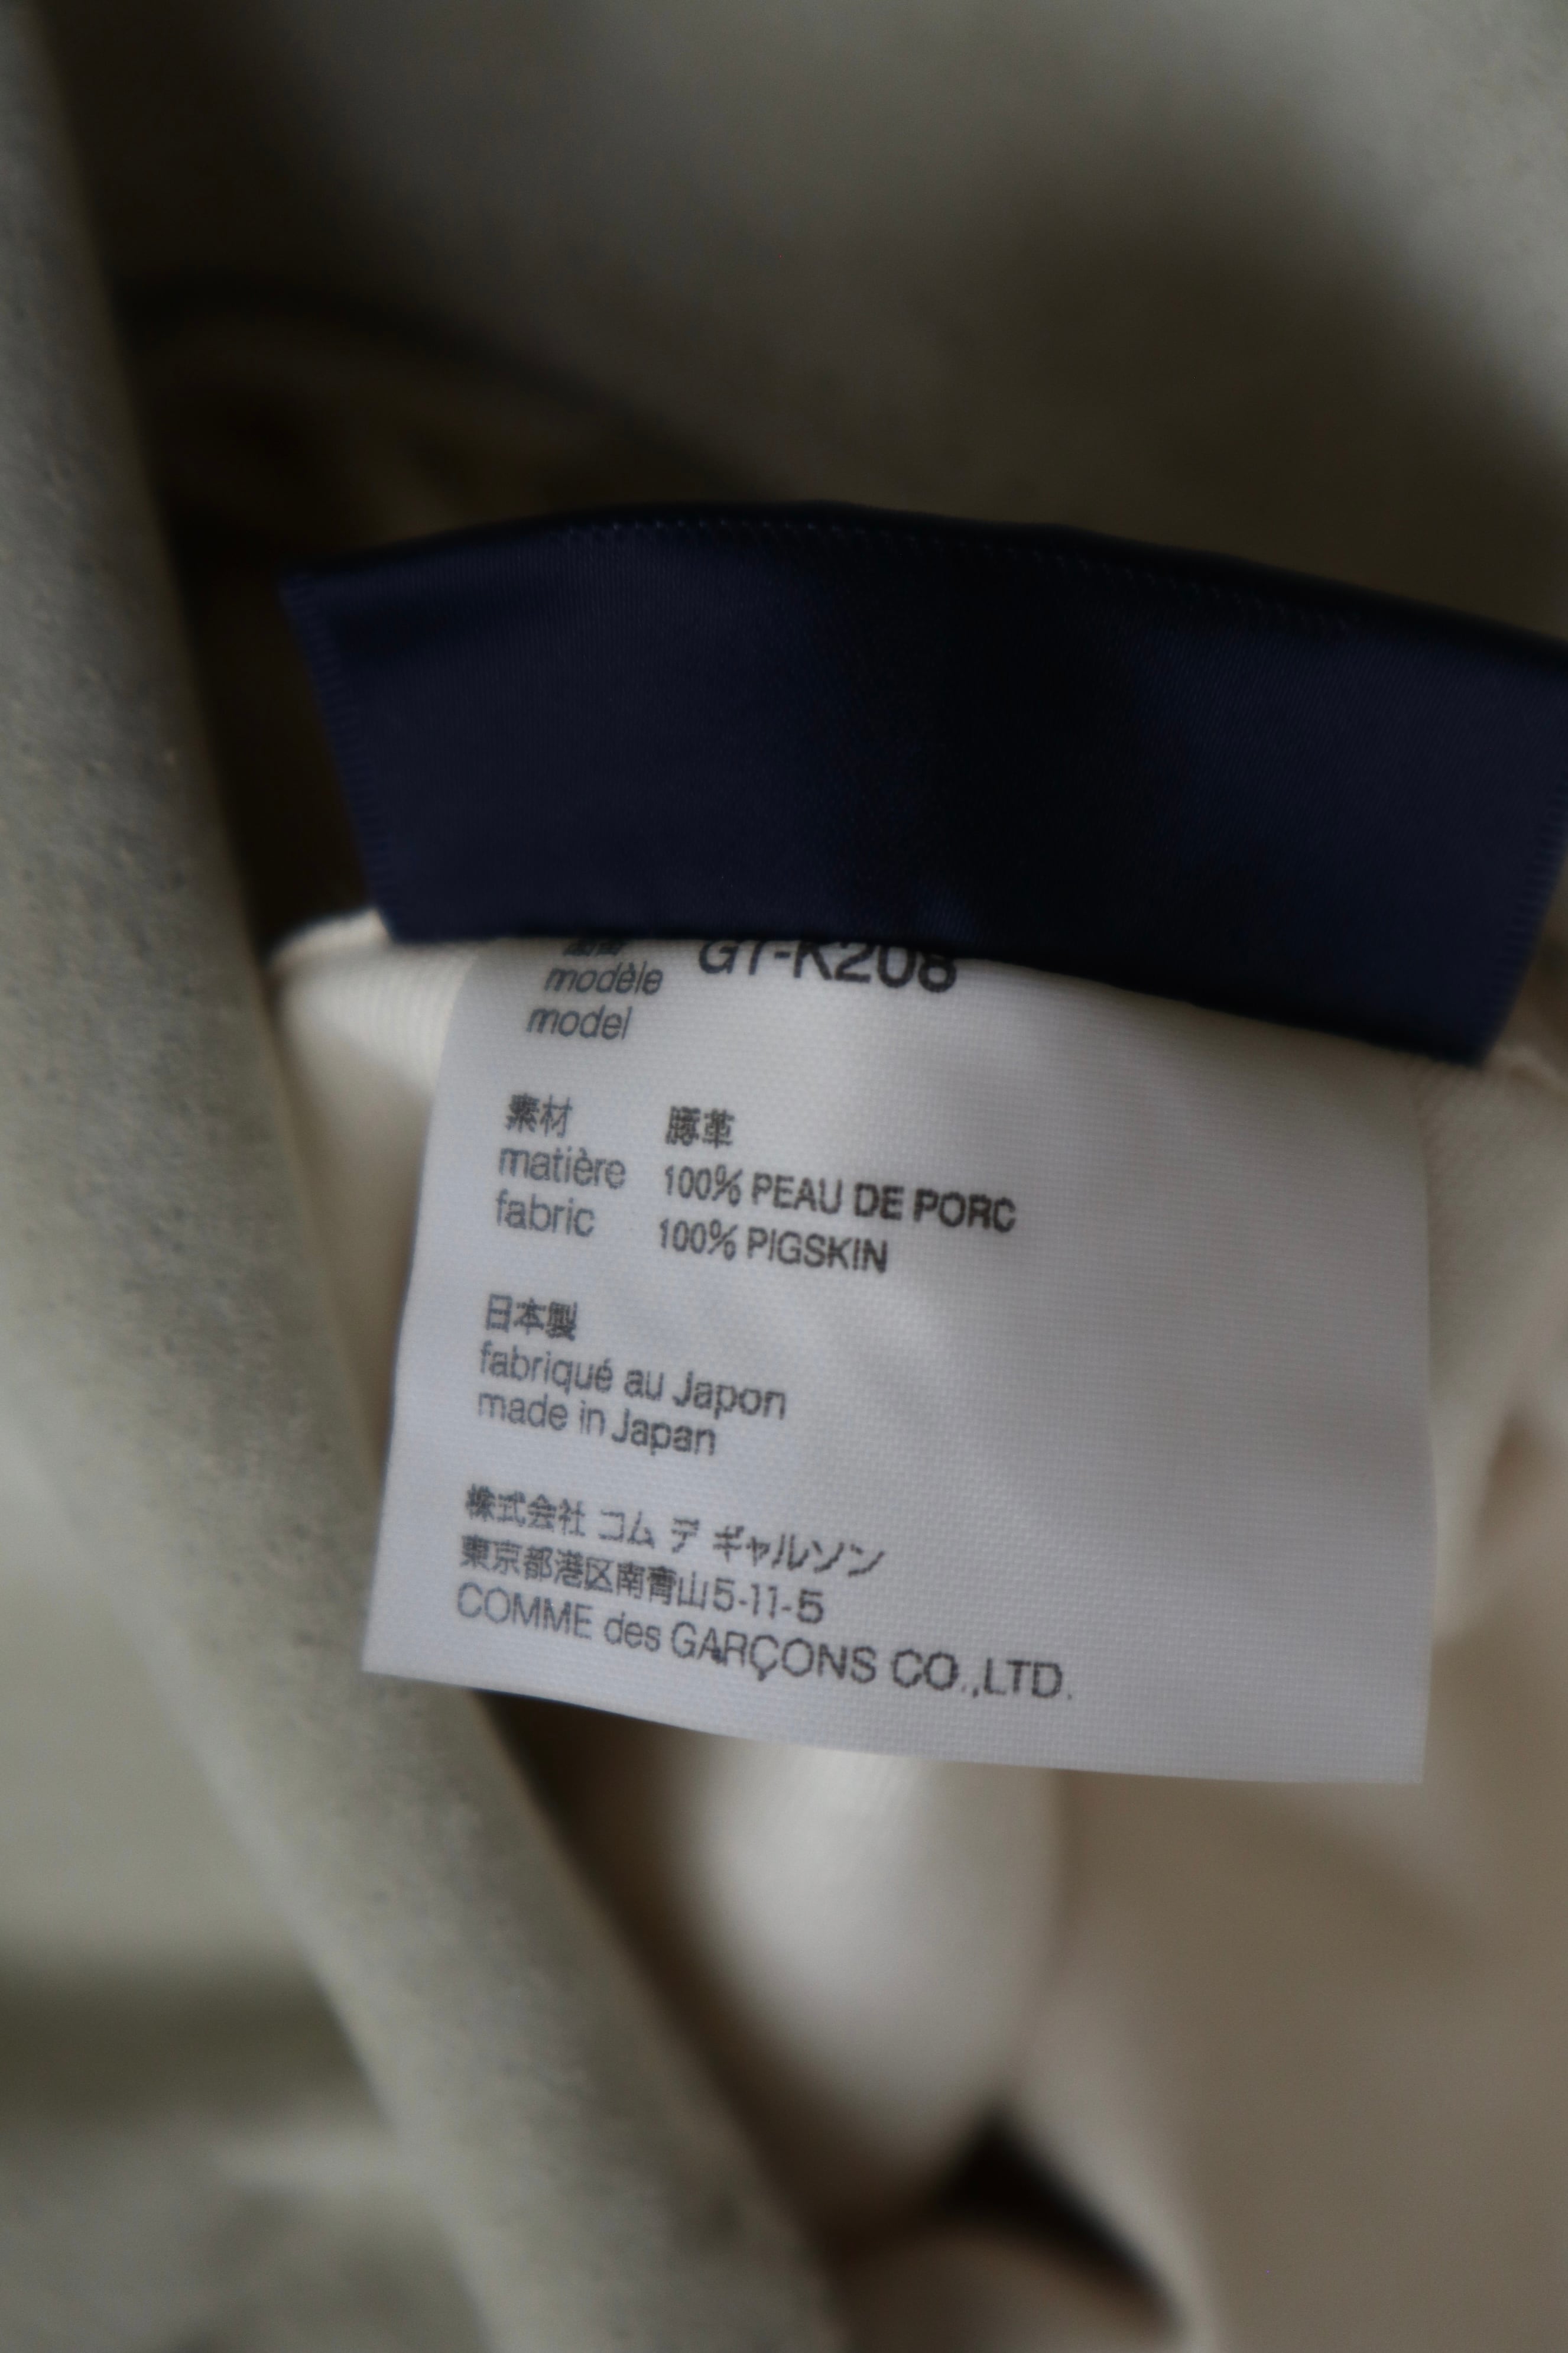 品番
modèle GT-K208
model
素材 豚革
matière 100% PEAU DE PORC
fabric 100% PIGSKIN
日本製
fabriqué au Japon
made in Japan
株式会社 コム デ ギャルソン
東京都港区南青山5-11-5
COMME des GARÇONS CO.,LTD.